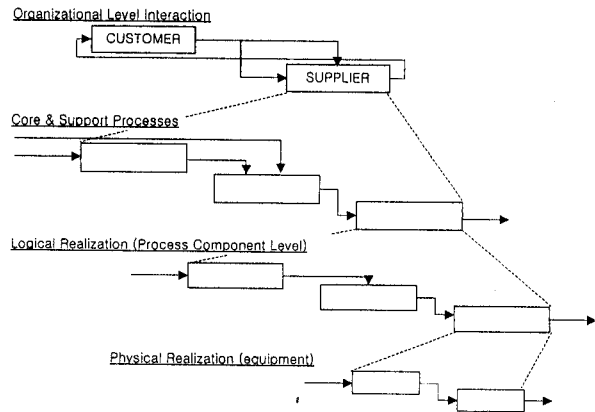 Organizational Level Interaction
CUSTOMER
SUPPLIER
Core & Support Processes
Logical Realization (Process Component Level)
Physical Realization (equipment)